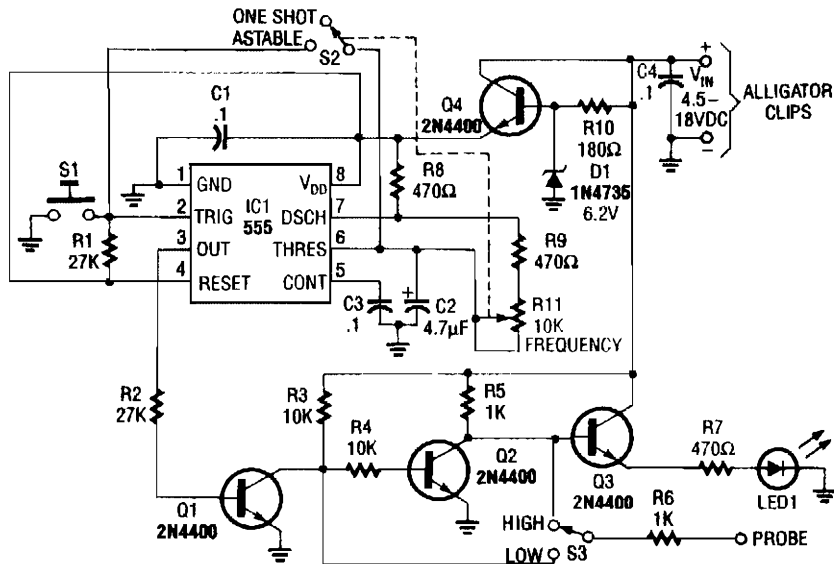 ONE SHOT
ASTABLE
S2
C1
.1
Q4
2N4400
C4
.1
+
VIN
4.5–
18VDC
–
ALLIGATOR
CLIPS
R10
180Ω
D1
1N4735
6.2V
R8
470Ω
S1
1
GND
8
VDD
2
TRIG
IC1
555
DSCH
7
3
OUT
THRES
6
4
RESET
CONT
5
R1
27K
R9
470Ω
C3
.1
+
C2
4.7µF
R11
10K
FREQUENCY
R2
27K
R3
10K
R4
10K
R5
1K
Q1
2N4400
Q2
2N4400
Q3
2N4400
R7
470Ω
LED1
R6
1K
HIGH
LOW
S3
PROBE